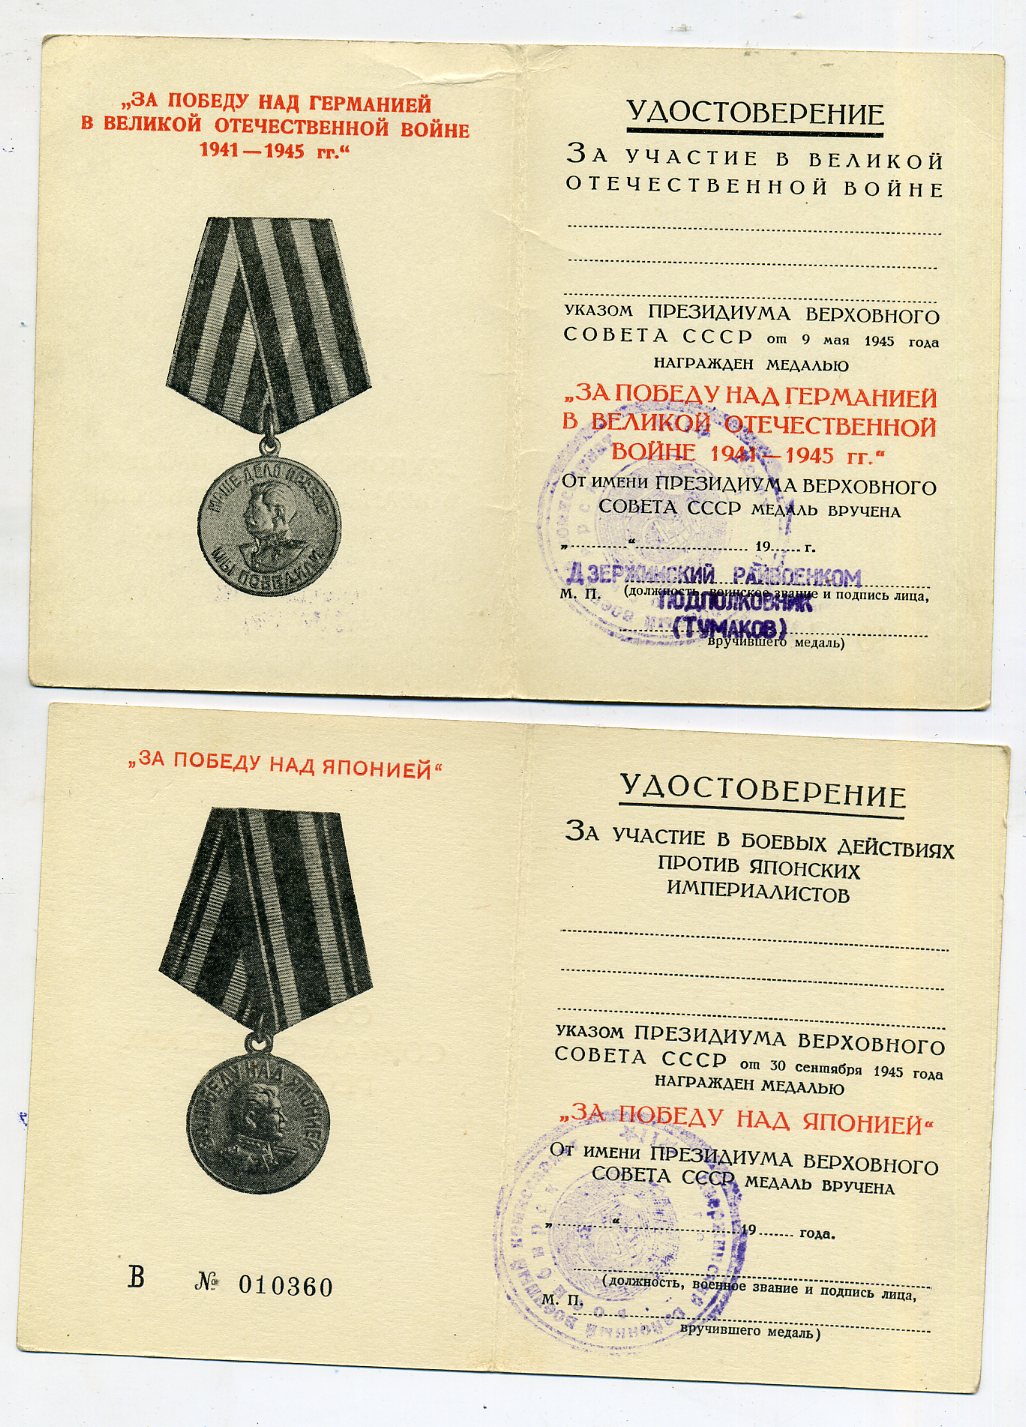 „ЗА ПОБЕДУ НАД ГЕРМАНИЕЙ
В ВЕЛИКОЙ ОТЕЧЕСТВЕННОЙ ВОЙНЕ
1941—1945 гг.“
НАШЕ ДЕЛО ПРАВОЕ
МЫ ПОБЕДИЛИ
УДОСТОВЕРЕНИЕ
ЗА УЧАСТИЕ В ВЕЛИКОЙ
ОТЕЧЕСТВЕННОЙ ВОЙНЕ
УКАЗОМ ПРЕЗИДИУМА ВЕРХОВНОГО
СОВЕТА СССР от 9 мая 1945 года
НАГРАЖДЕН МЕДАЛЬЮ
„ЗА ПОБЕДУ НАД ГЕРМАНИЕЙ
В ВЕЛИКОЙ ОТЕЧЕСТВЕННОЙ
ВОЙНЕ 1941—1945 гг.“
ОТ ИМЕНИ ПРЕЗИДИУМА ВЕРХОВНОГО
СОВЕТА СССР МЕДАЛЬ ВРУЧЕНА
„..........“.................... 19...... г.
ДЗЕРЖИНСКИЙ РАЙВОЕНКОМ
М. П. (должность, воинское звание и подпись лица,
ПОДПОЛКОВНИК
(ТУМАКОВ)
вручившего медаль)
„ЗА ПОБЕДУ НАД ЯПОНИЕЙ“
ЗА ПОБЕДУ НАД ЯПОНИЕЙ
В № 010360
УДОСТОВЕРЕНИЕ
ЗА УЧАСТИЕ В БОЕВЫХ ДЕЙСТВИЯХ
ПРОТИВ ЯПОНСКИХ
ИМПЕРИАЛИСТОВ
УКАЗОМ ПРЕЗИДИУМА ВЕРХОВНОГО
СОВЕТА СССР от 30 сентября 1945 года
НАГРАЖДЕН МЕДАЛЬЮ
„ЗА ПОБЕДУ НАД ЯПОНИЕЙ“
ОТ ИМЕНИ ПРЕЗИДИУМА ВЕРХОВНОГО
СОВЕТА СССР МЕДАЛЬ ВРУЧЕНА
„..........“.................... 19....... года.
(должность, военное звание и подпись лица,
М. П.
вручившего медаль)